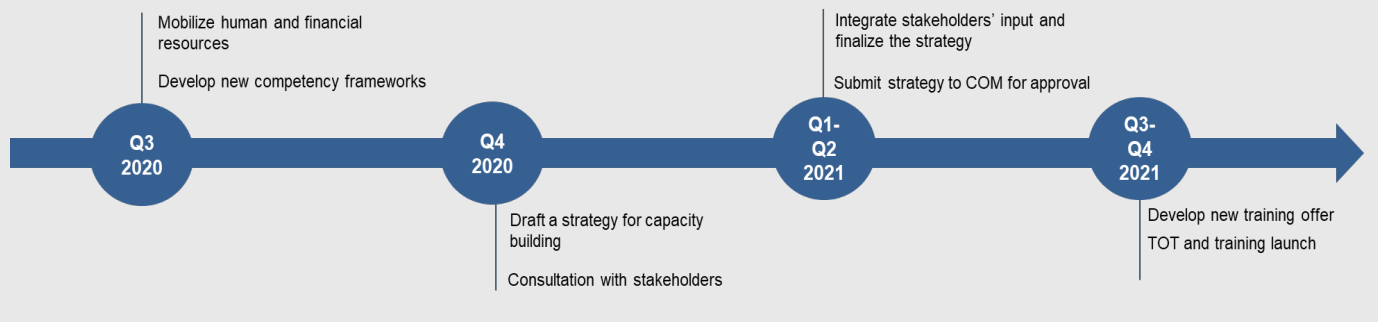 Mobilize human and financial
resources
Develop new competency frameworks
Q3
2020
Q4
2020
Draft a strategy for capacity
building
Consultation with stakeholders
Integrate stakeholders’ input and
finalize the strategy
Submit strategy to COM for approval
Q1-
Q2
2021
Q3-
Q4
2021
Develop new training offer
TOT and training launch